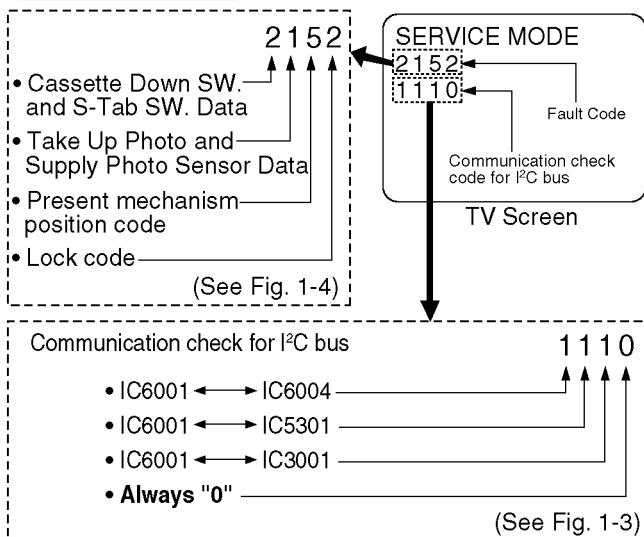 2152
• Cassette Down SW.
and S-Tab SW. Data
• Take Up Photo and
Supply Photo Sensor Data
• Present mechanism
position code
• Lock code
(See Fig. 1-4)
SERVICE MODE
2152
1110
Fault Code
Communication check
code for I²C bus
TV Screen
Communication check for I²C bus
1110
• IC6001 ↔ IC6004
• IC6001 ↔ IC5301
• IC6001 ↔ IC3001
• Always "0"
(See Fig. 1-3)